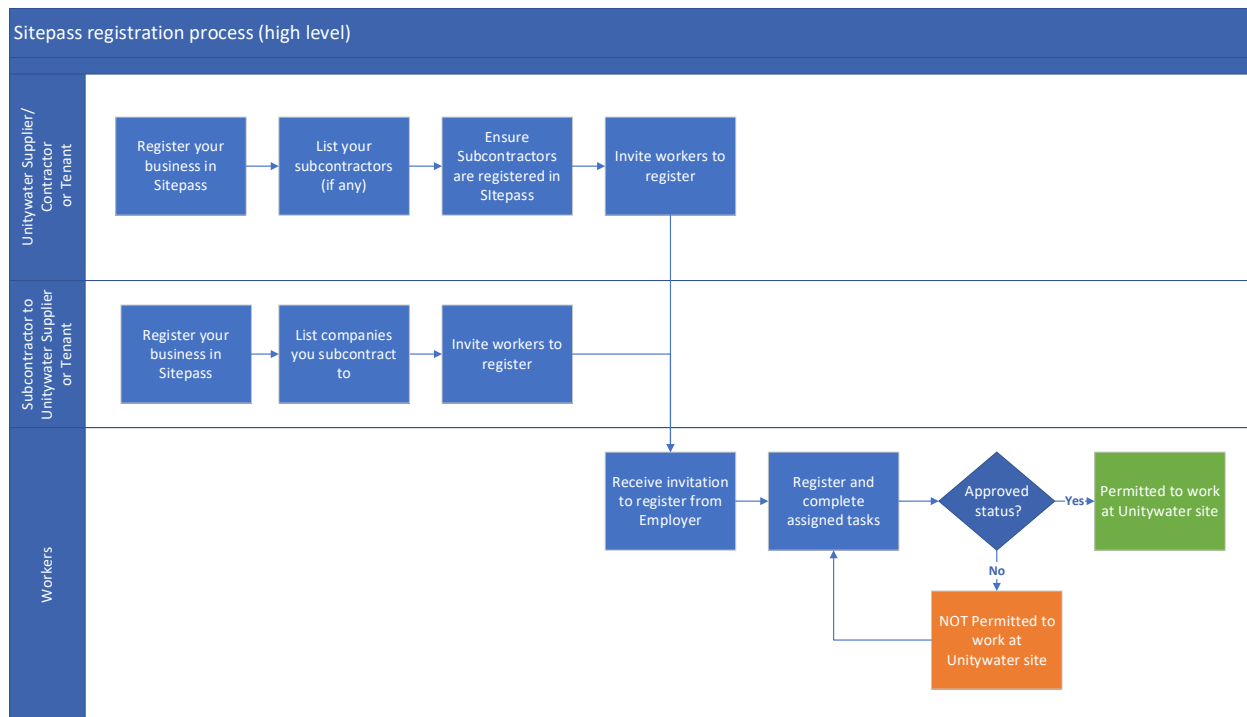 Sitepass registration process (high level)
Unitywater Supplier/
Contractor
or Tenant
Register your
business in
Sitepass
List your
subcontractors
(if any)
Ensure
Subcontractors
are registered in
SItepass
Invite workers to
register
Subcontractor to
Unitywater Supplier
or Tenant
Register your
business in
Sitepass
List companies
you subcontract
to
Invite workers to
register
Workers
Receive invitation
to register from
Employer
Register and
complete
assigned tasks
Approved
status?
Yes
Permitted to work
at Unitywater site
No
NOT Permitted to
work at
Unitywater site